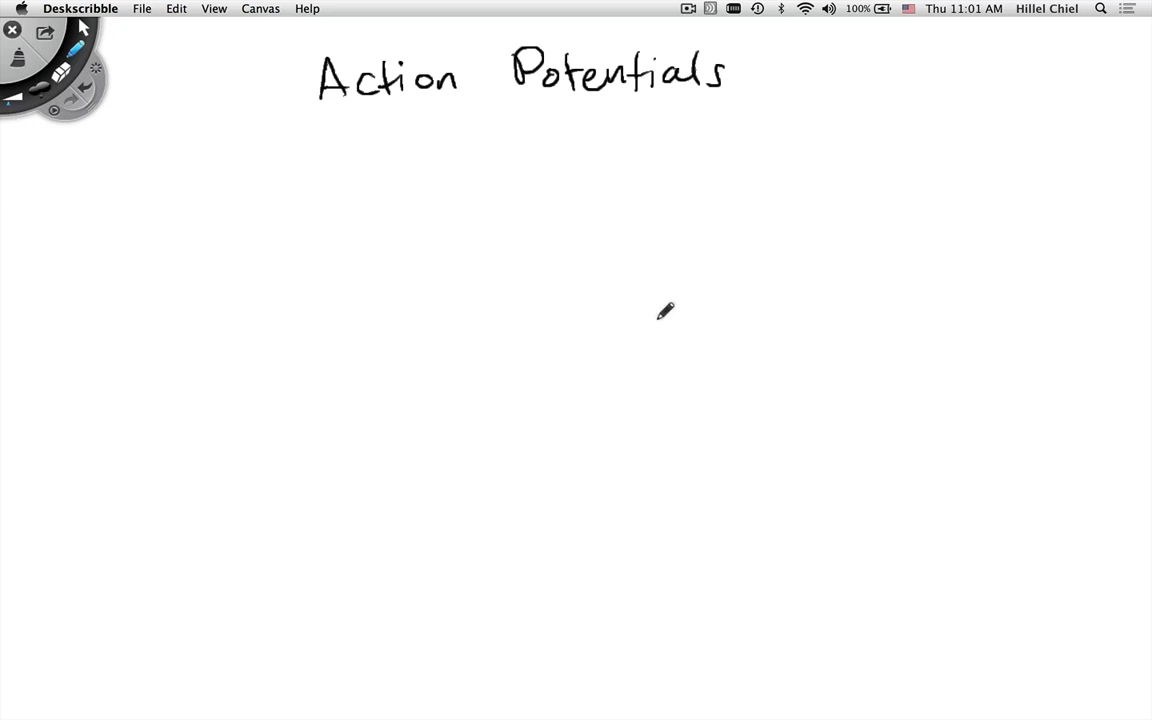 Deskscribble File Edit View Canvas Help 100% Thu 11:01 AM Hillel Chiel
Action Potentials